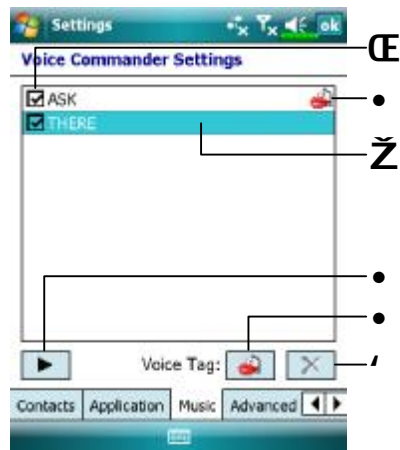 Settings ok
Voice Commander Settings
Œ
ASK
•
THERE
Ž
•
•
Voice Tag:
‘
Contacts Application Music Advanced